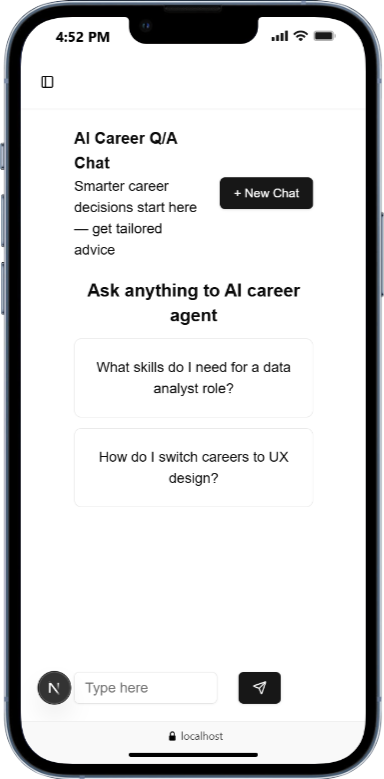 4:52 PM
AI Career Q/A
Chat
Smarter career
decisions start here
— get tailored
advice
+ New Chat
Ask anything to AI career
agent
What skills do I need for a data
analyst role?
How do I switch careers to UX
design?
N
Type here
localhost